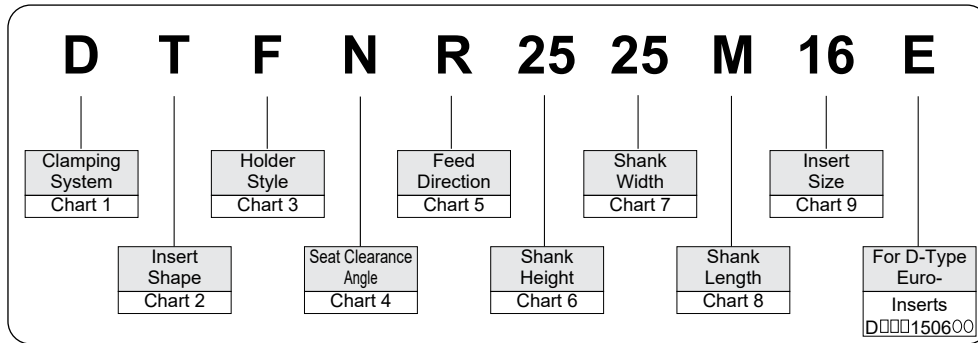 D T F N R 25 25 M 16 E
Clamping
System
Chart 1
Holder
Style
Chart 3
Feed
Direction
Chart 5
Shank
Width
Chart 7
Insert
Size
Chart 9
Insert
Shape
Chart 2
Seat Clearance
Angle
Chart 4
Shank
Height
Chart 6
Shank
Length
Chart 8
For D-Type
Euro-
Inserts
D□□□1506○○